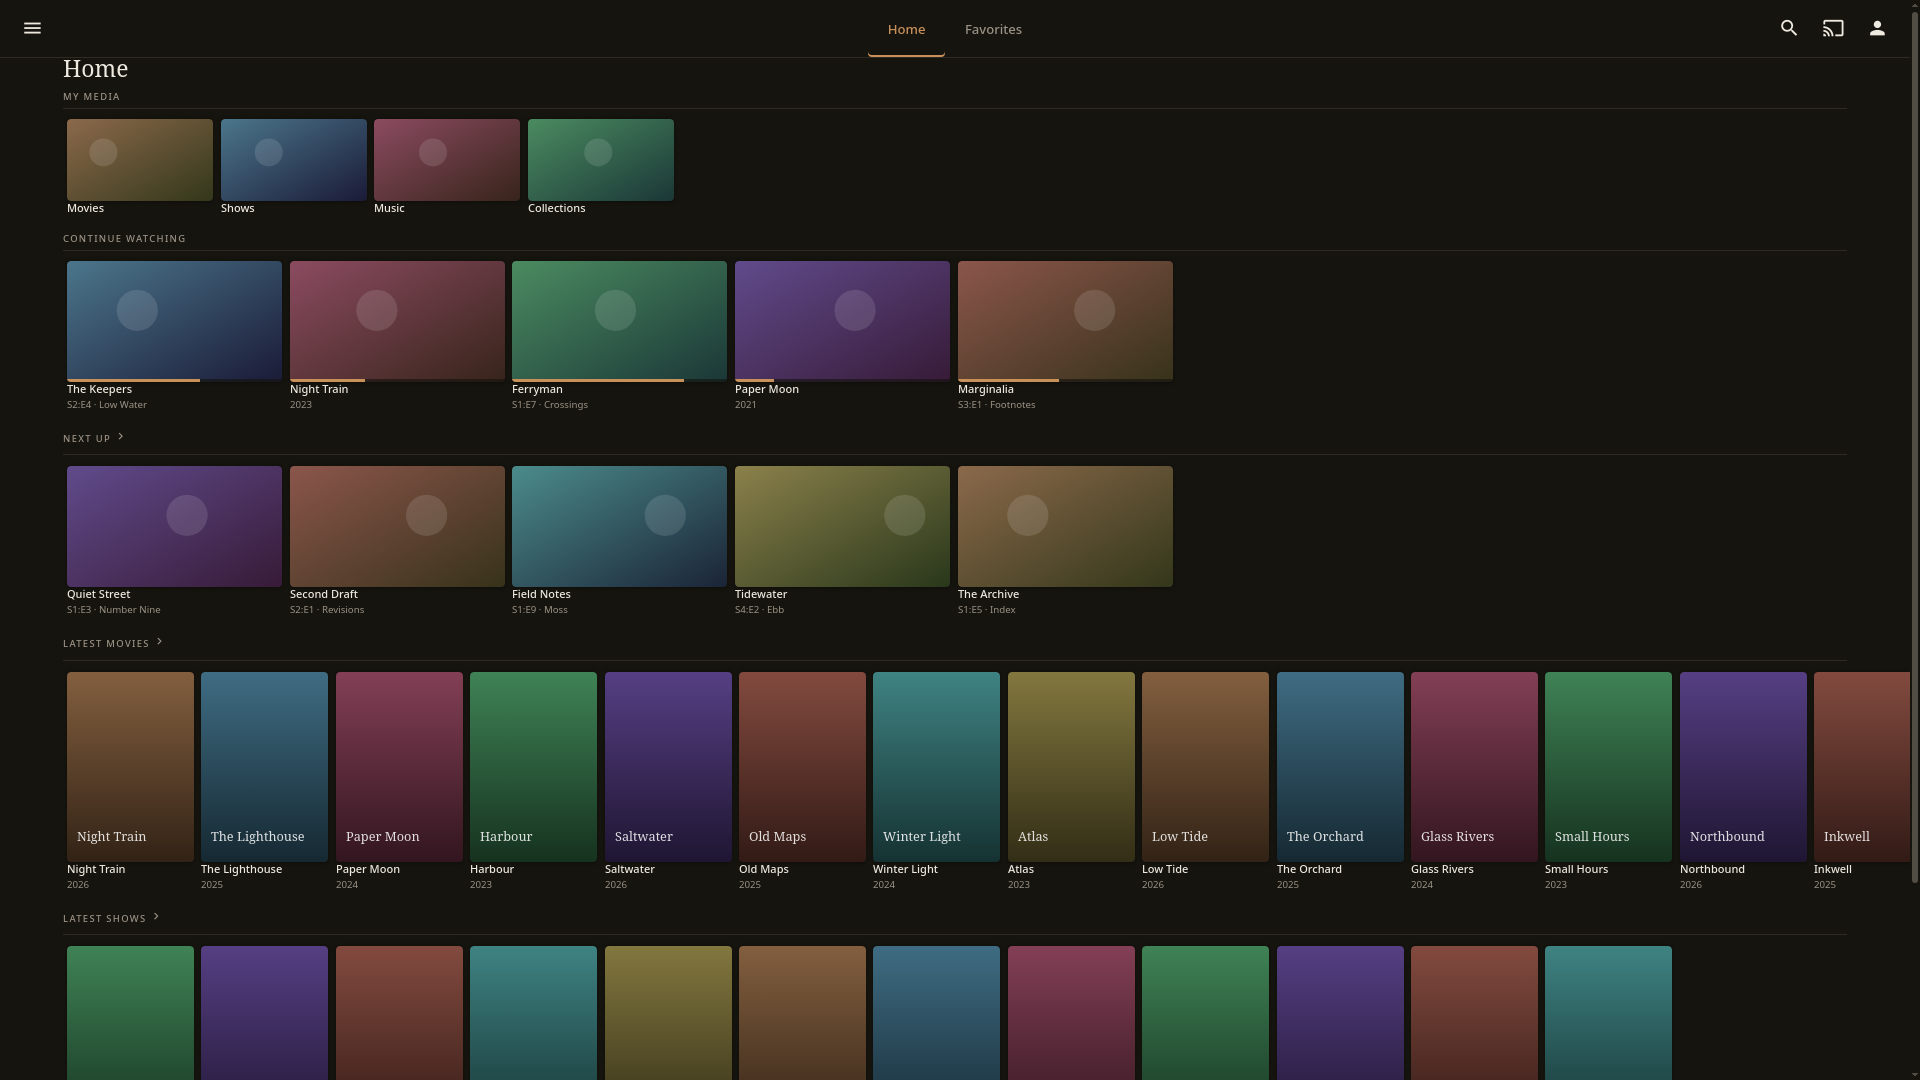 Home
Favorites
Home
MY MEDIA
Movies
Shows
Music
Collections
CONTINUE WATCHING
The Keepers
S2:E4 · Low Water
Night Train
2023
Ferryman
S1:E7 · Crossings
Paper Moon
2021
Marginalia
S3:E1 · Footnotes
NEXT UP
Quiet Street
S1:E3 · Number Nine
Second Draft
S2:E1 · Revisions
Field Notes
S1:E9 · Moss
Tidewater
S4:E2 · Ebb
The Archive
S1:E5 · Index
LATEST MOVIES
Night Train
Night Train
2026
The Lighthouse
The Lighthouse
2025
Paper Moon
Paper Moon
2024
Harbour
Harbour
2023
Saltwater
Saltwater
2026
Old Maps
Old Maps
2025
Winter Light
Winter Light
2024
Atlas
Atlas
2023
Low Tide
Low Tide
2026
The Orchard
The Orchard
2025
Glass Rivers
Glass Rivers
2024
Small Hours
Small Hours
2023
Northbound
Northbound
2026
Inkwell
Inkwell
2025
LATEST SHOWS